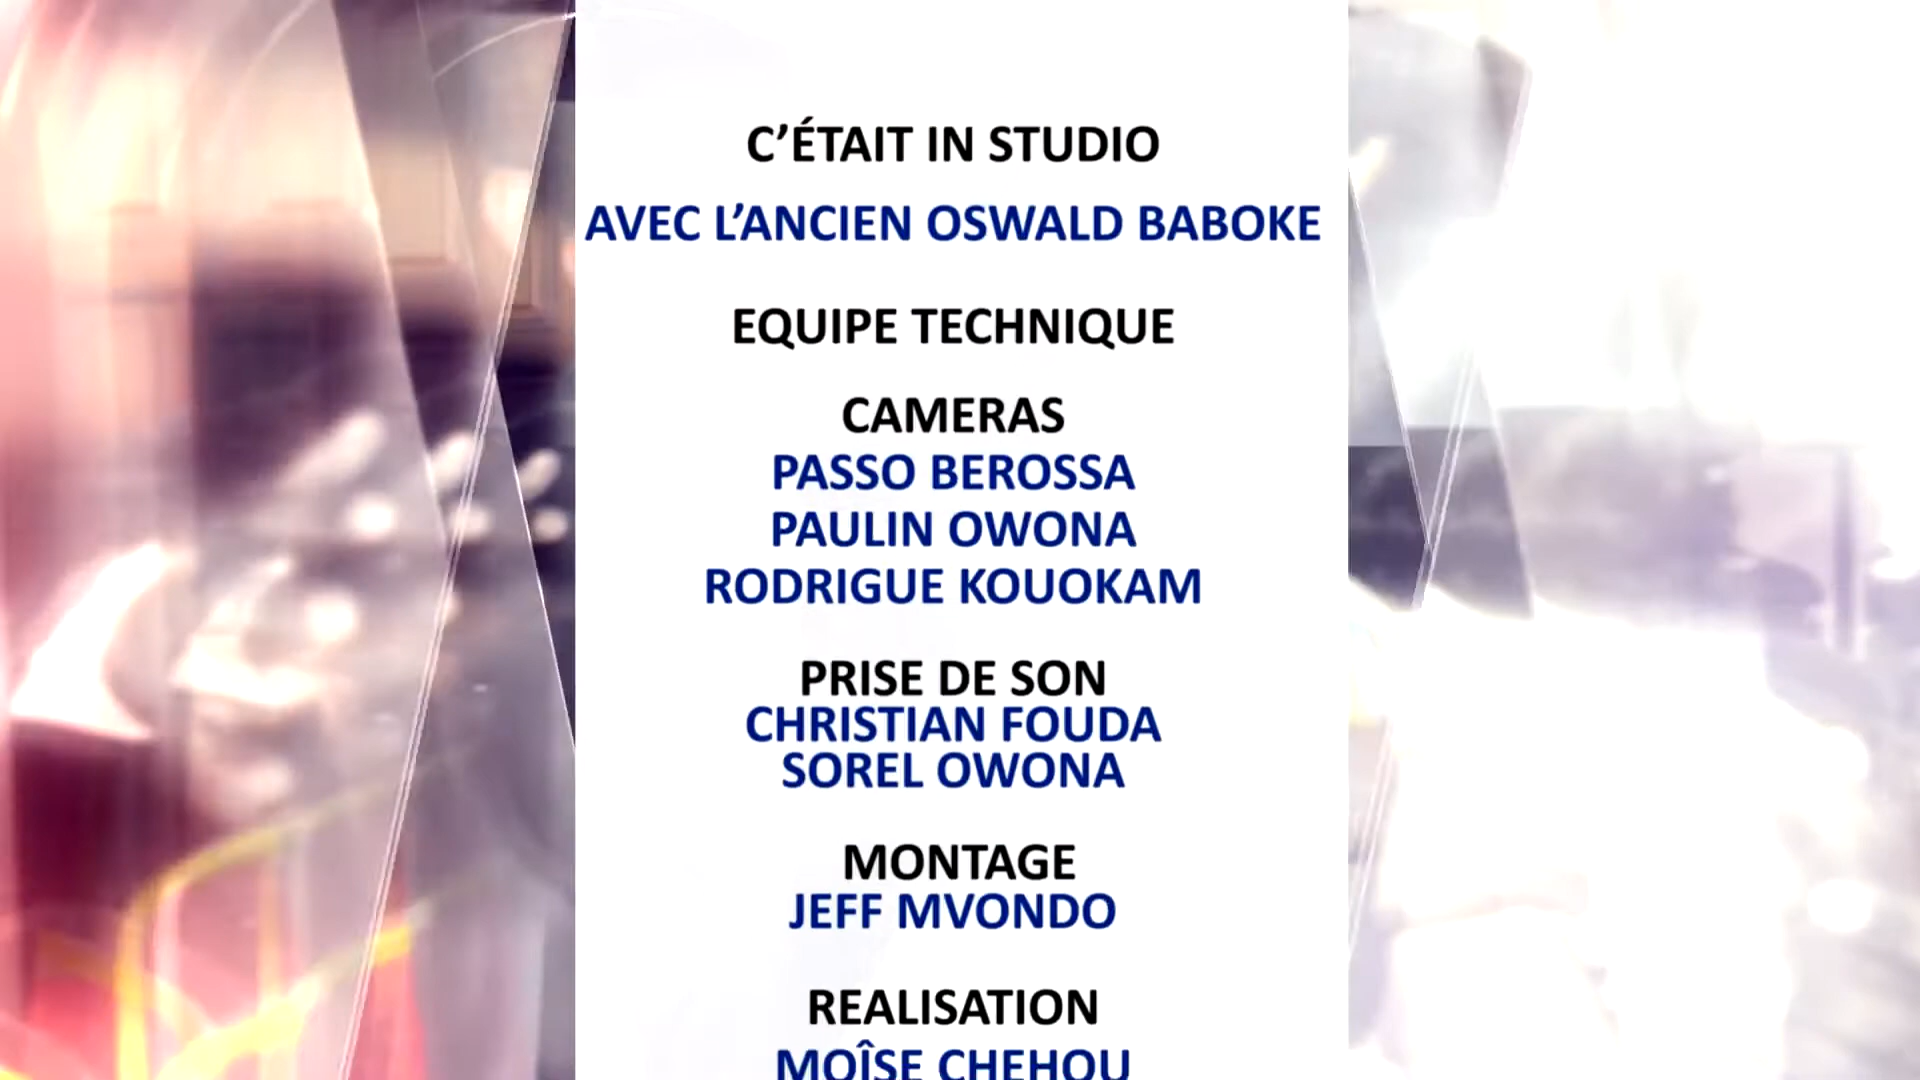 C’ÉTAIT IN STUDIO
AVEC L’ANCIEN OSWALD BABOKE
EQUIPE TECHNIQUE
CAMERAS
PASSO BEROSSA
PAULIN OWONA
RODRIGUE KOUOKAM
PRISE DE SON
CHRISTIAN FOUDA
SOREL OWONA
MONTAGE
JEFF MVONDO
REALISATION
MOÎSE CHEHOU